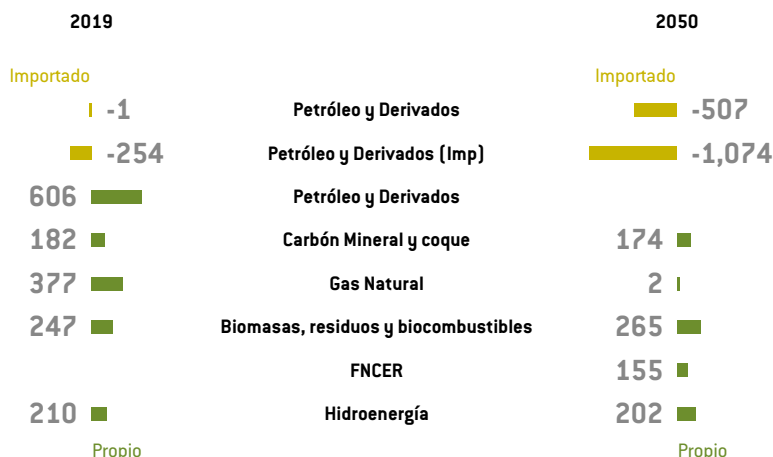 2019 2050
Importado Importado
-1 Petróleo y Derivados -507
-254 Petróleo y Derivados (Imp) -1,074
606 Petróleo y Derivados
182 Carbón Mineral y coque 174
377 Gas Natural 2
247 Biomasas, residuos y biocombustibles 265
FNCER 155
210 Hidroenergía 202
Propio Propio